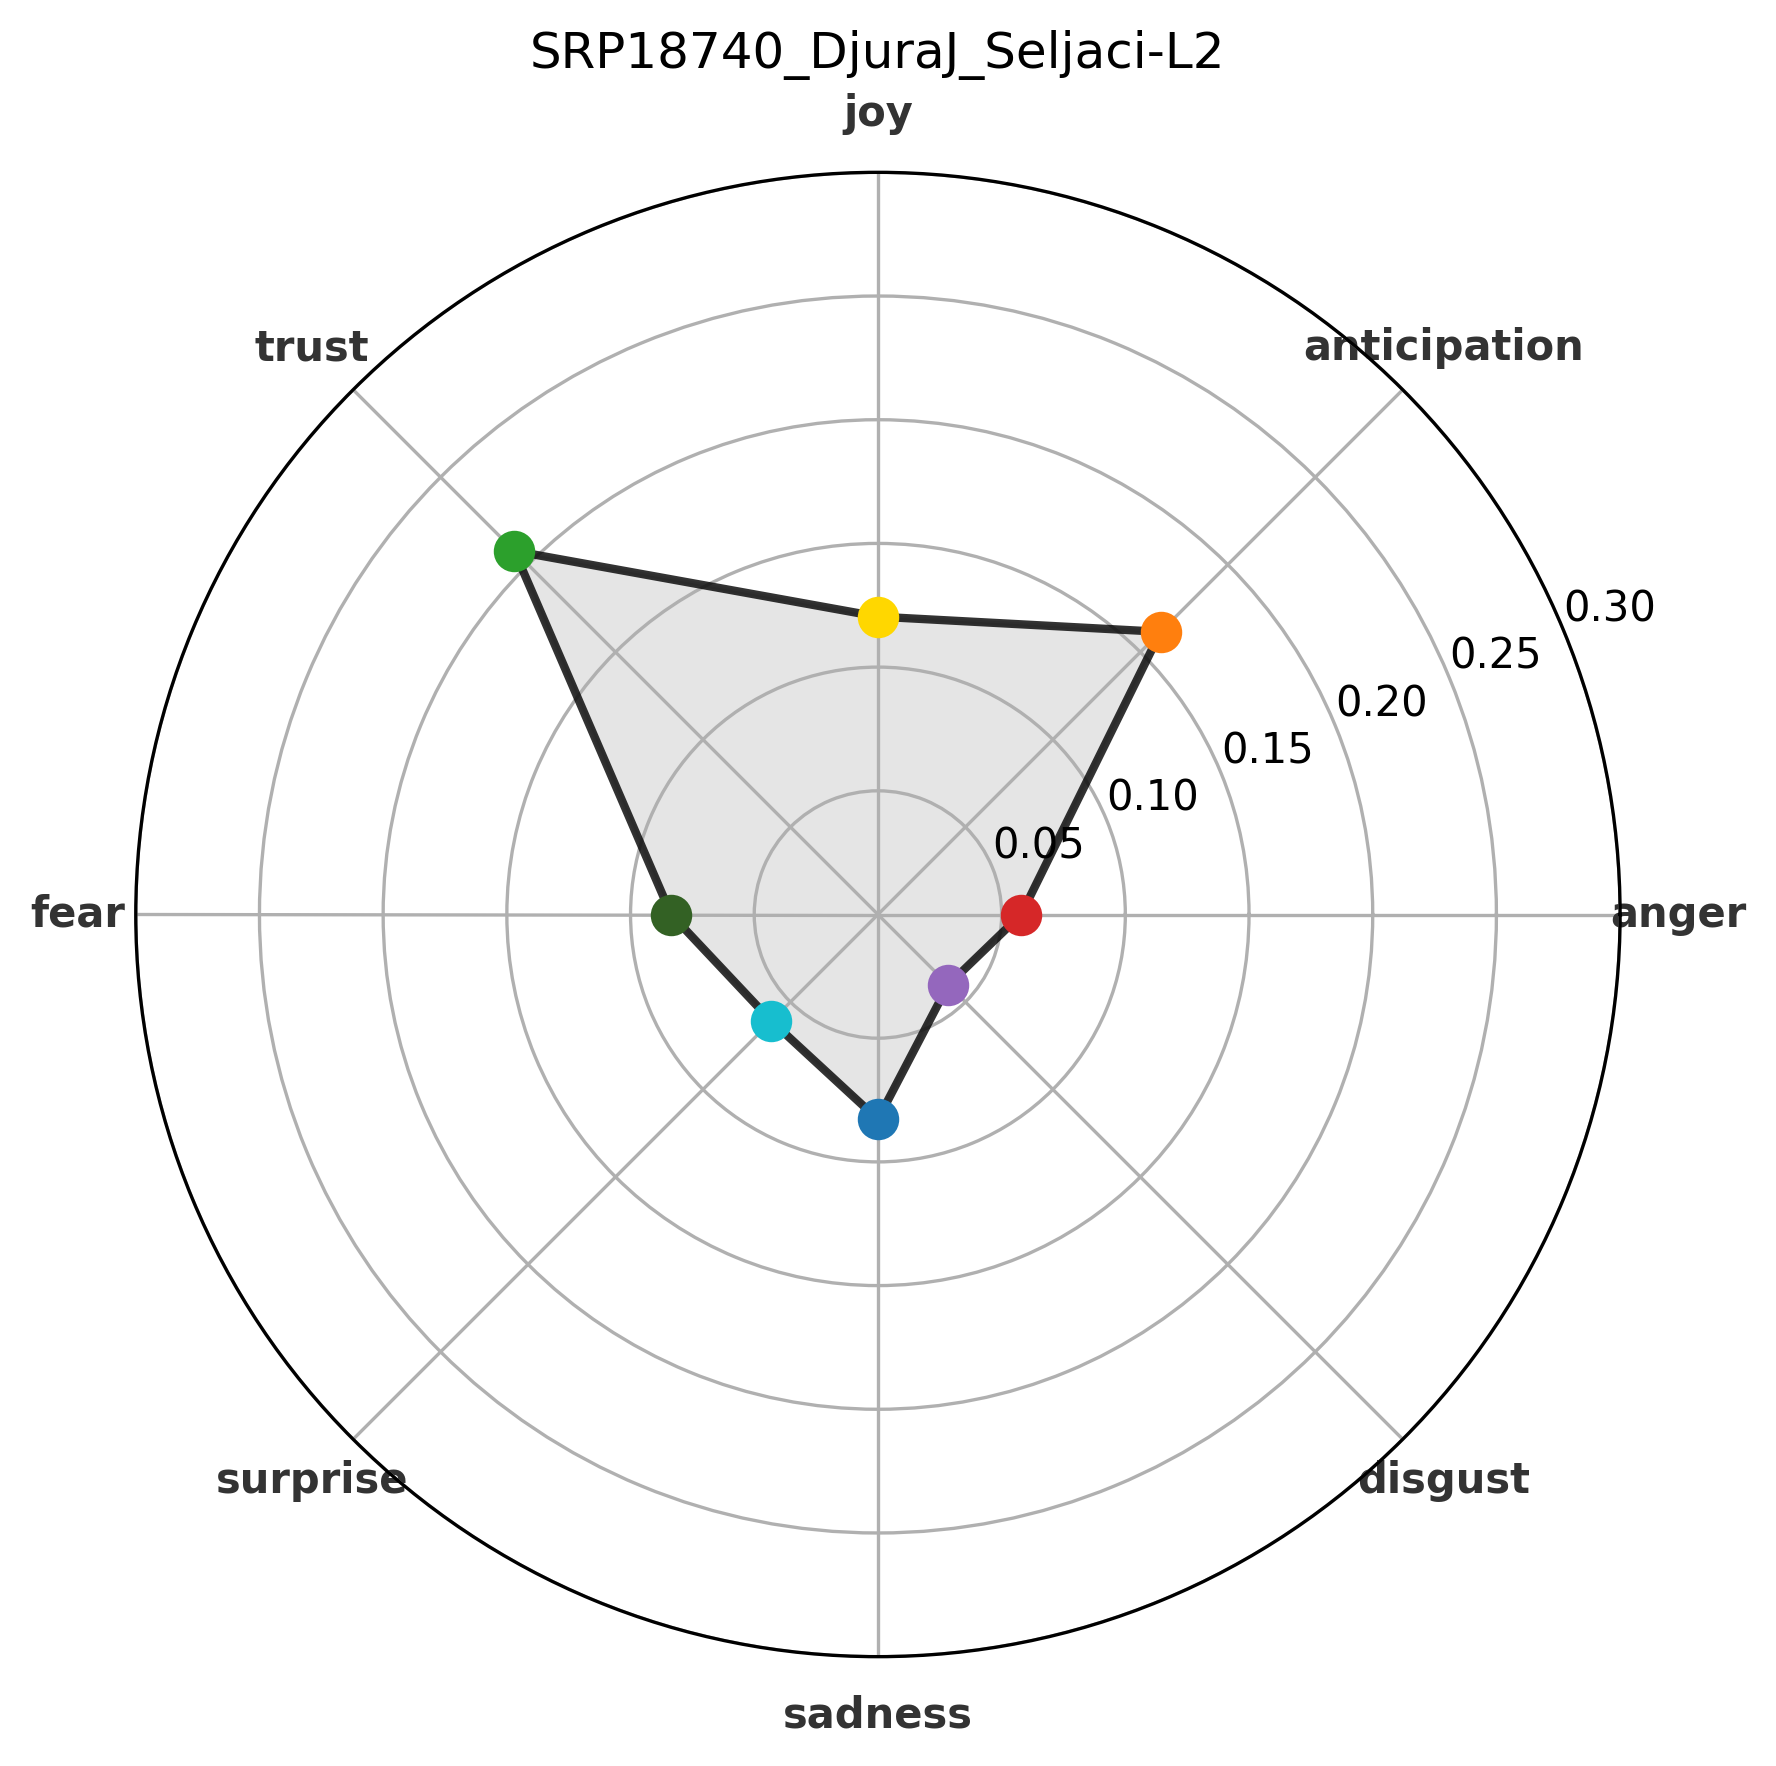 SRP18740_DjuraJ_Seljaci-L2
joy
trust
anticipation
0.30
0.25
0.20
0.15
0.10
0.05
fear
anger
surprise
disgust
sadness